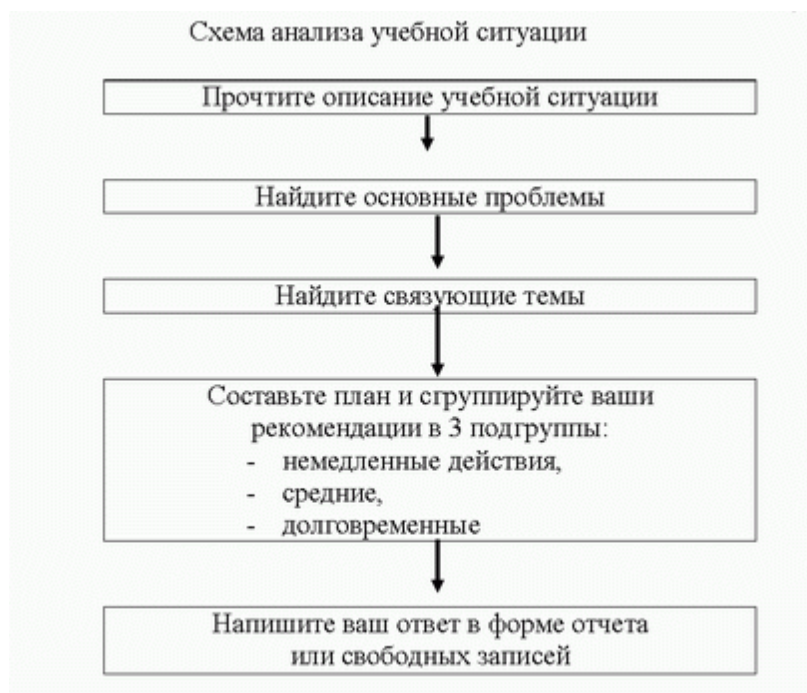 Схема анализа учебной ситуации
Прочтите описание учебной ситуации
Найдите основные проблемы
Найдите связующие темы
Составьте план и сгруппируйте ваши
рекомендации в 3 подгруппы:
- немедленные действия,
- средние,
- долговременные
Напишите ваш ответ в форме отчета
или свободных записей